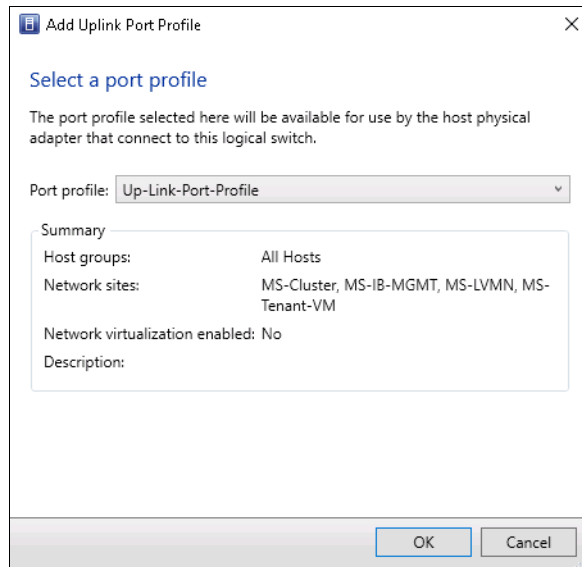 Add Uplink Port Profile
Select a port profile
The port profile selected here will be available for use by the host physical
adapter that connect to this logical switch.
Port profile: Up-Link-Port-Profile
Summary
Host groups: All Hosts
Network sites: MS-Cluster, MS-IB-MGMT, MS-LVMN, MS-
Tenant-VM
Network virtualization enabled: No
Description:
OK Cancel